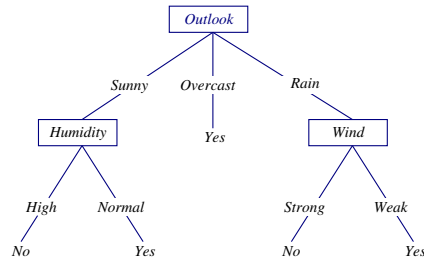 Outlook
Sunny Overcast Rain
Humidity Yes Wind
High Normal Strong Weak
No Yes No Yes